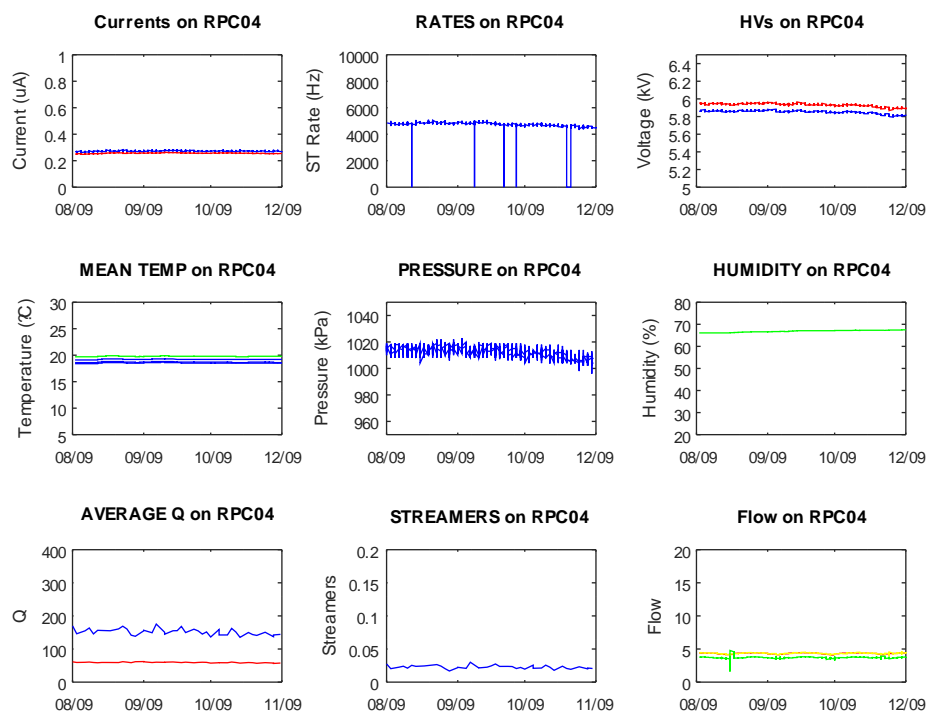 Currents on RPC04
1
0.8
0.6
0.4
0.2
0
Current (uA)
08/09 09/09 10/09 12/09
RATES on RPC04
10000
8000
6000
4000
2000
0
ST Rate (Hz)
08/09 09/09 10/09 12/09
HVs on RPC04
6.4
6.2
6
5.8
5.6
5.4
5.2
5
Voltage (kV)
08/09 09/09 10/09 12/09
MEAN TEMP on RPC04
30
25
20
15
10
5
Temperature (?C)
08/09 09/09 10/09 12/09
PRESSURE on RPC04
1040
1020
1000
980
960
Pressure (kPa)
08/09 09/09 10/09 12/09
HUMIDITY on RPC04
80
70
60
50
40
30
20
Humidity (%)
08/09 09/09 10/09 12/09
AVERAGE Q on RPC04
400
300
200
100
0
Q
08/09 09/09 10/09 11/09
STREAMERS on RPC04
0.2
0.15
0.1
0.05
0
Streamers
08/09 09/09 10/09 11/09
Flow on RPC04
20
15
10
5
0
Flow
08/09 09/09 10/09 12/09